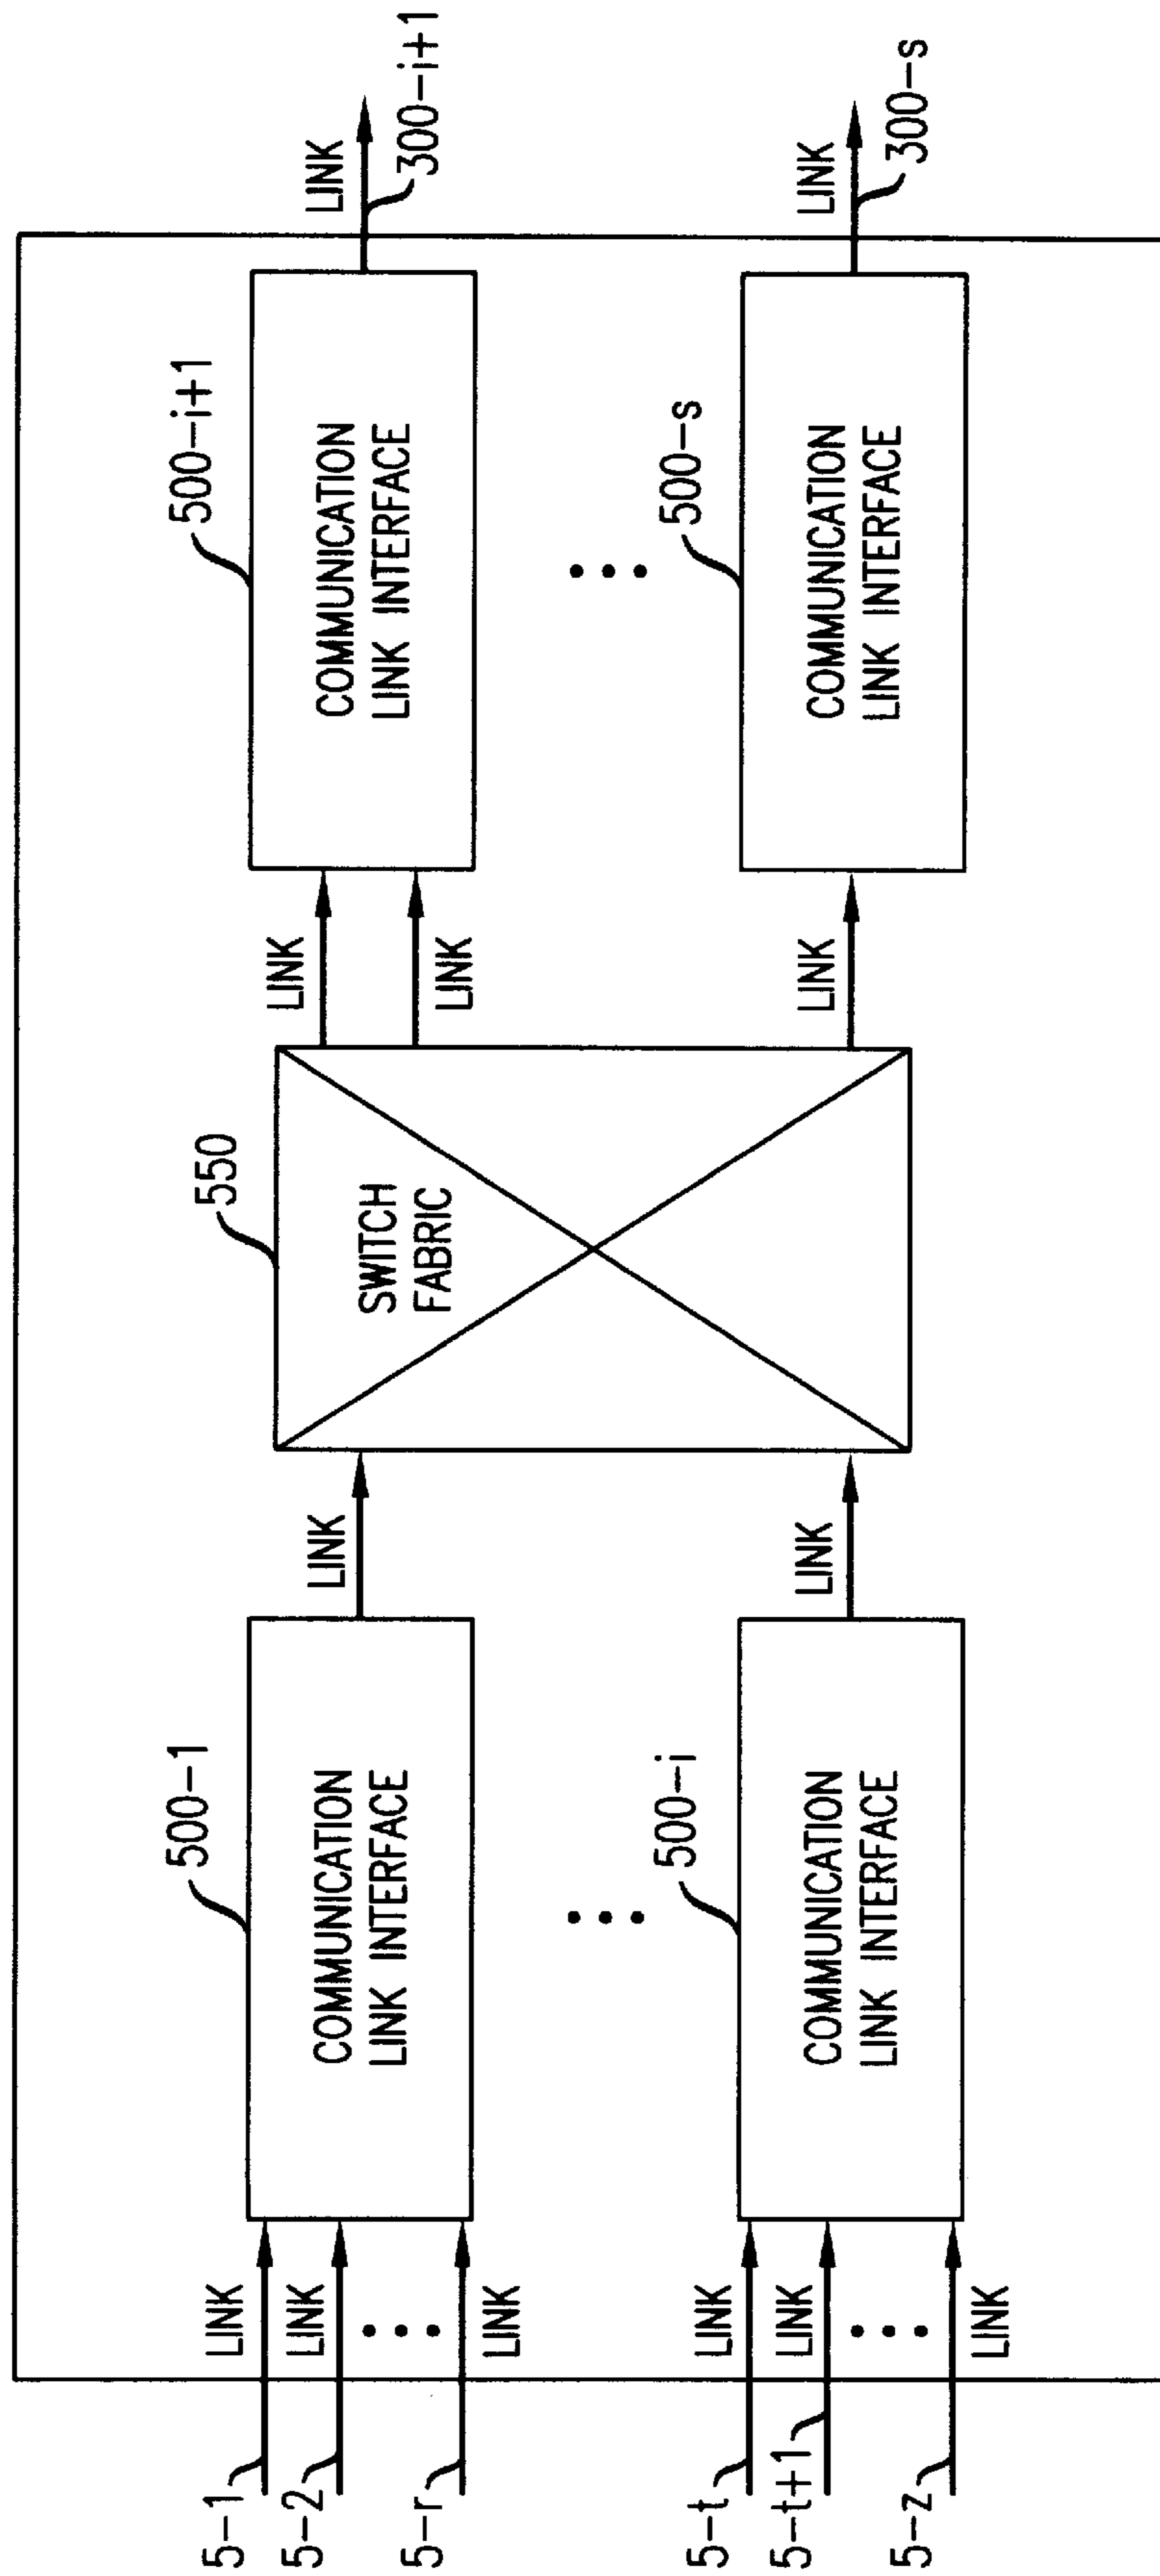 5-1
LINK
5-2
LINK
5-r
LINK
5-t
LINK
5-t+1
LINK
5-z
LINK
500-1
COMMUNICATION
LINK INTERFACE
500-i
COMMUNICATION
LINK INTERFACE
LINK
LINK
550
SWITCH
FABRIC
LINK
LINK
LINK
500-i+1
COMMUNICATION
LINK INTERFACE
500-s
COMMUNICATION
LINK INTERFACE
LINK
300-i+1
LINK
300-s